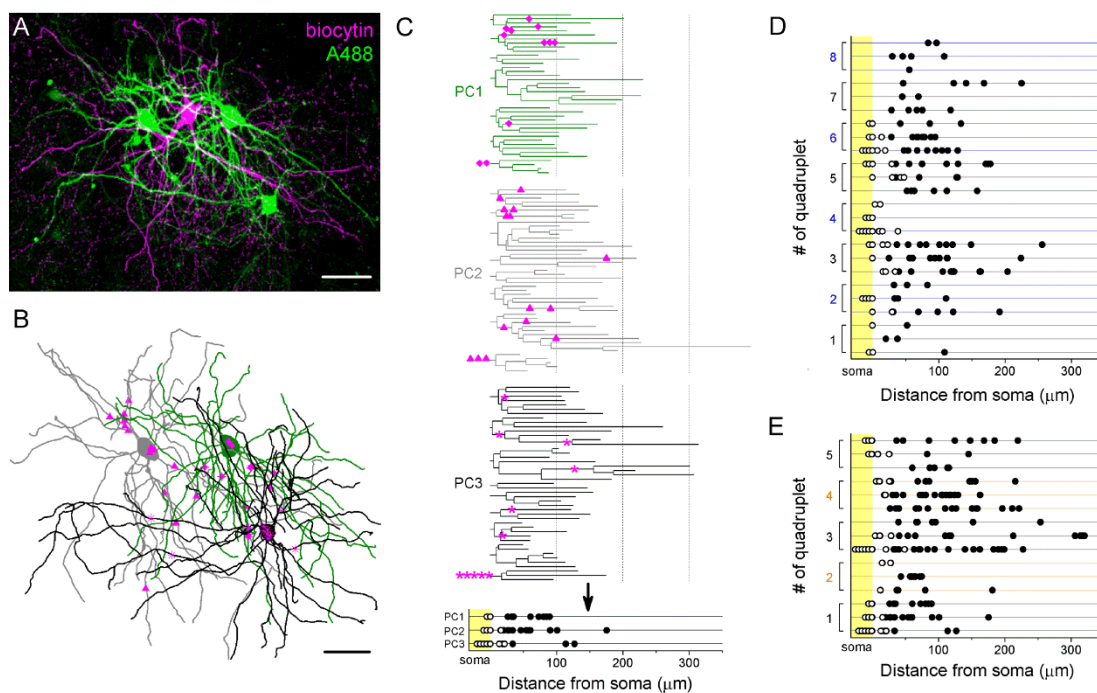 A
biocytin
A488
B
C
PC1
PC2
PC3
PC1
PC2
PC3
soma
100
200
300
Distance from soma (µm)
D
# of quadruplet
8
7
6
5
4
3
2
1
soma
100
200
300
Distance from soma (µm)
E
# of quadruplet
5
4
3
2
1
soma
100
200
300
Distance from soma (µm)